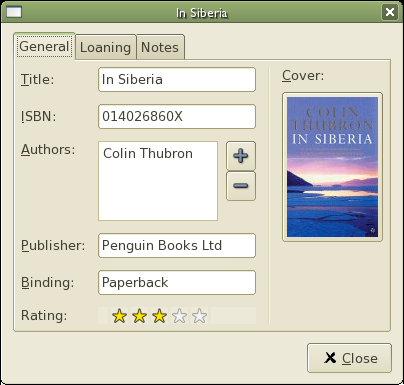 In Siberia
General
Loaning
Notes
Title:
In Siberia
ISBN:
014026860X
Authors:
Colin Thubron
Publisher:
Penguin Books Ltd
Binding:
Paperback
Rating:
Cover:
COLIN
THUBRON
IN SIBERIA
Close